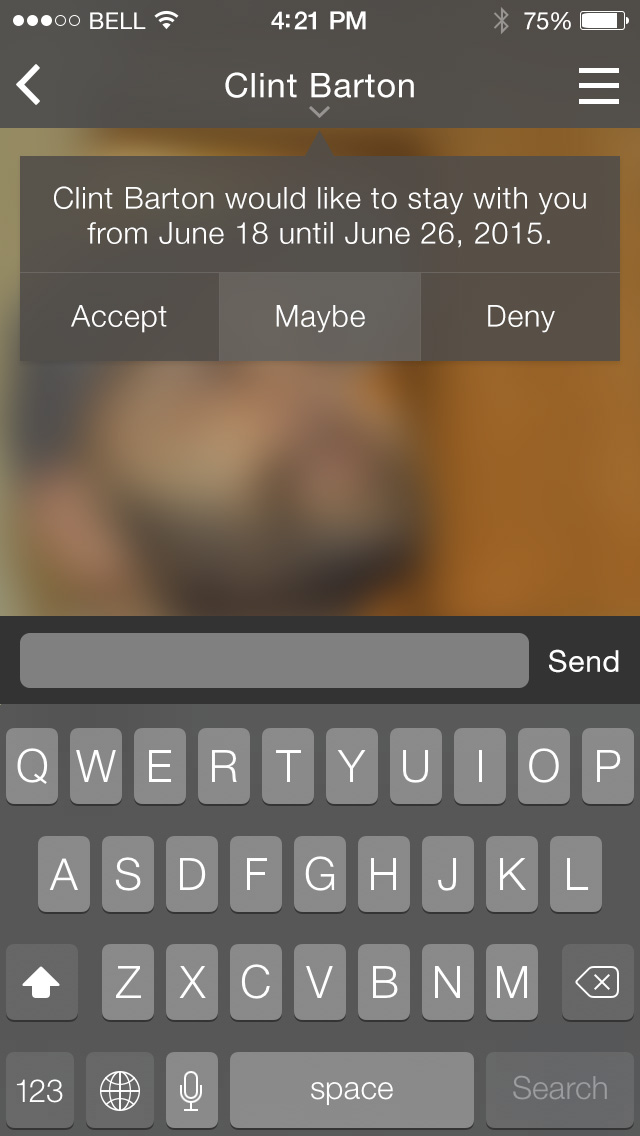 BELL 4:21 PM 75%
Clint Barton
Clint Barton would like to stay with you
from June 18 until June 26, 2015.
Accept Maybe Deny
Send
Q W E R T Y U I O P
A S D F G H J K L
Z X C V B N M
123 space Search